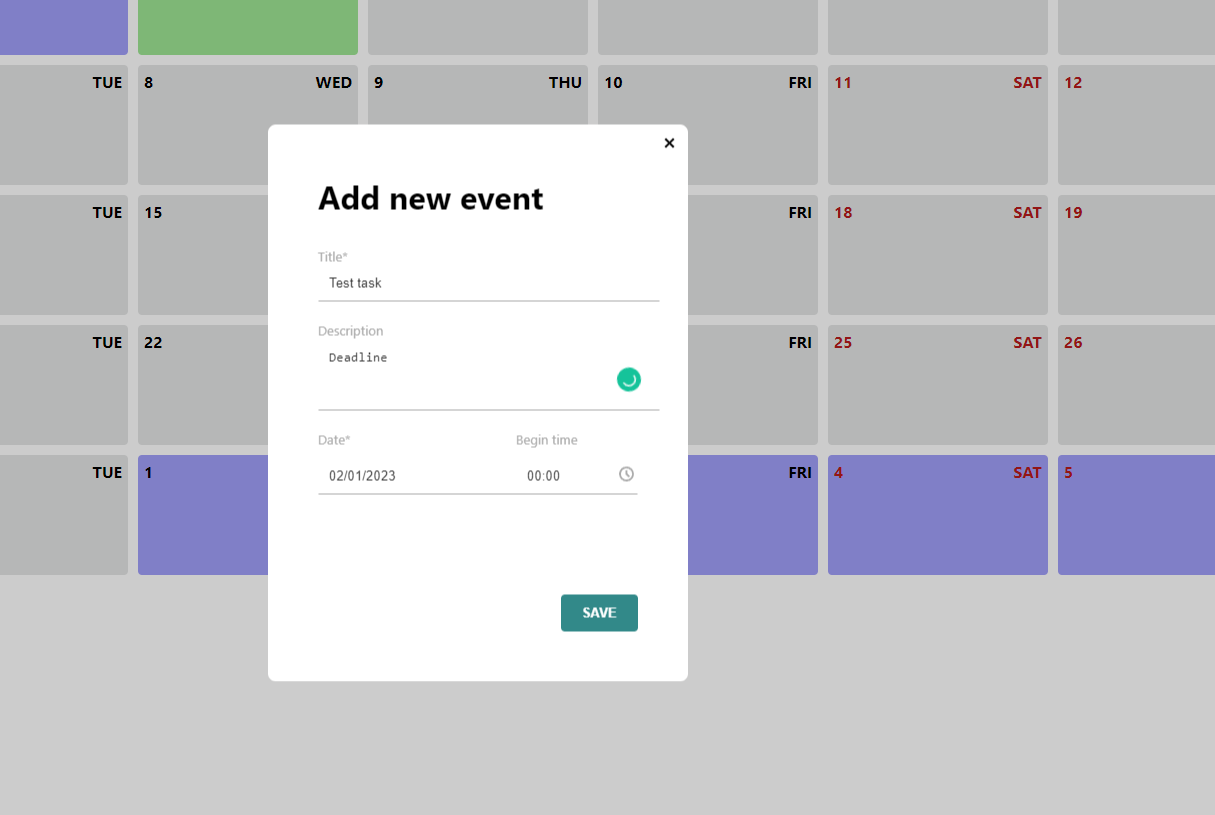 TUE 8 WED 9 THU 10 FRI 11 SAT 12
×
Add new event
TUE 15 FRI 18 SAT 19
Title*
Test task
Description
TUE 22 FRI 25 SAT 26
Deadline
Date* Begin time
TUE 1 FRI 4 SAT 5
02/01/2023 00:00
SAVE